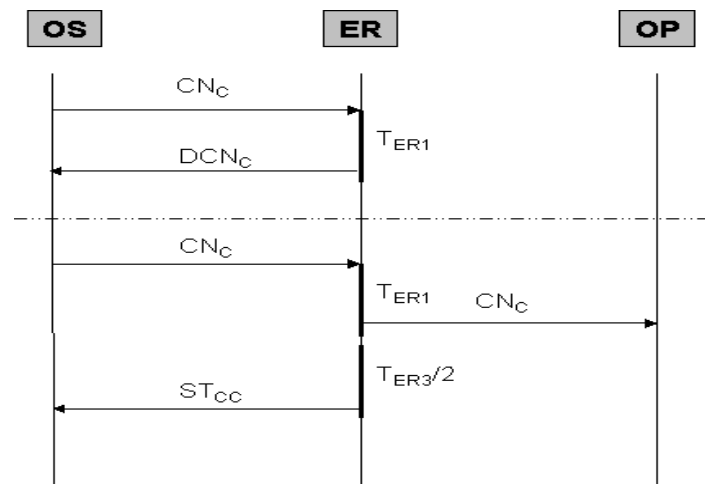 OS ER OP
CNC
TER1
DCNC
CNC
TER1 CNC
TER3/2
STCC